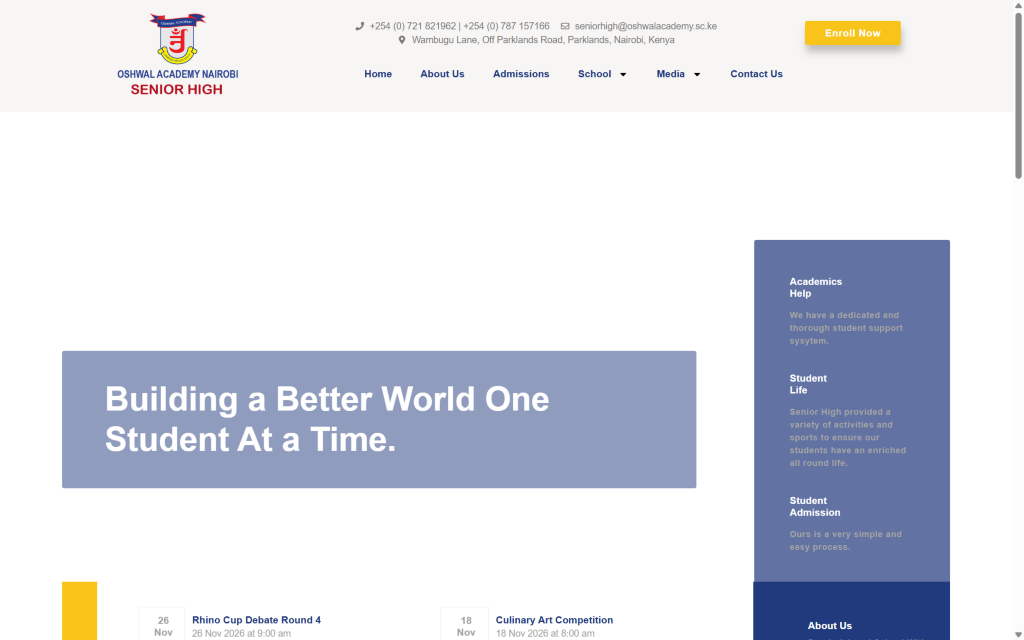 OSHWAL ACADEMY
OSHWAL ACADEMY NAIROBI
SENIOR HIGH
+254 (0) 721 821962 | +254 (0) 787 157166
seniorhigh@oshwalacademy.sc.ke
Wambugu Lane, Off Parklands Road, Parklands, Nairobi, Kenya
Enroll Now
Home
About Us
Admissions
School
Media
Contact Us
Building a Better World One
Student At a Time.
Academics
Help
We have a dedicated and
thorough student support
sysytem.
Student
Life
Senior High provided a
variety of activities and
sports to ensure our
students have an enriched
all round life.
Student
Admission
Ours is a very simple and
easy process.
26
Nov
Rhino Cup Debate Round 4
26 Nov 2026 at 9:00 am
18
Nov
Culinary Art Competition
18 Nov 2026 at 8:00 am
About Us